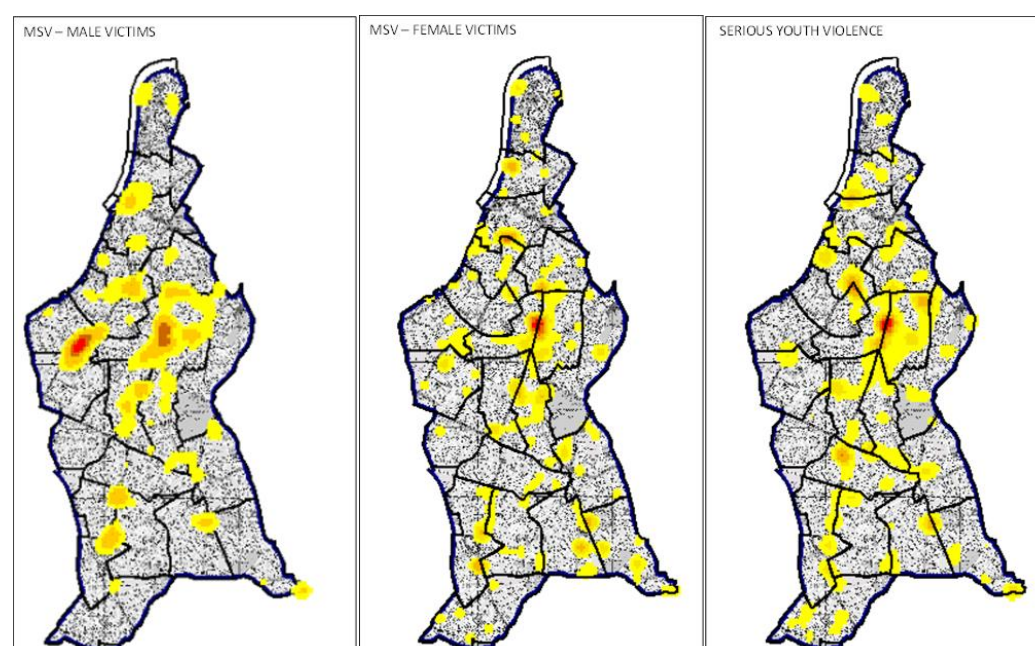 MSV – MALE VICTIMS
MSV – FEMALE VICTIMS
SERIOUS YOUTH VIOLENCE